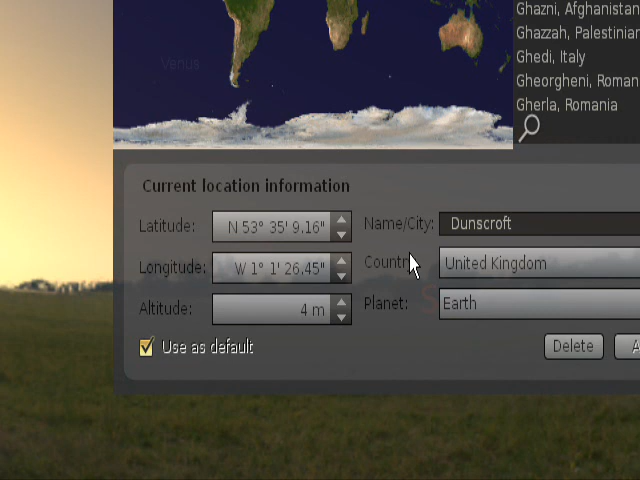 Ghazni, Afghanistan
Ghazzah, Palestinian
Ghedi, Italy
Gheorgheni, Roman
Gherla, Romania
Venus
Current location information
Latitude: N 53° 35' 9.16" Name/City: Dunscroft
Longitude: W 1° 1' 26.45" Countr United Kingdom
Altitude: 4 m Planet: Earth
S
Use as default Delete A